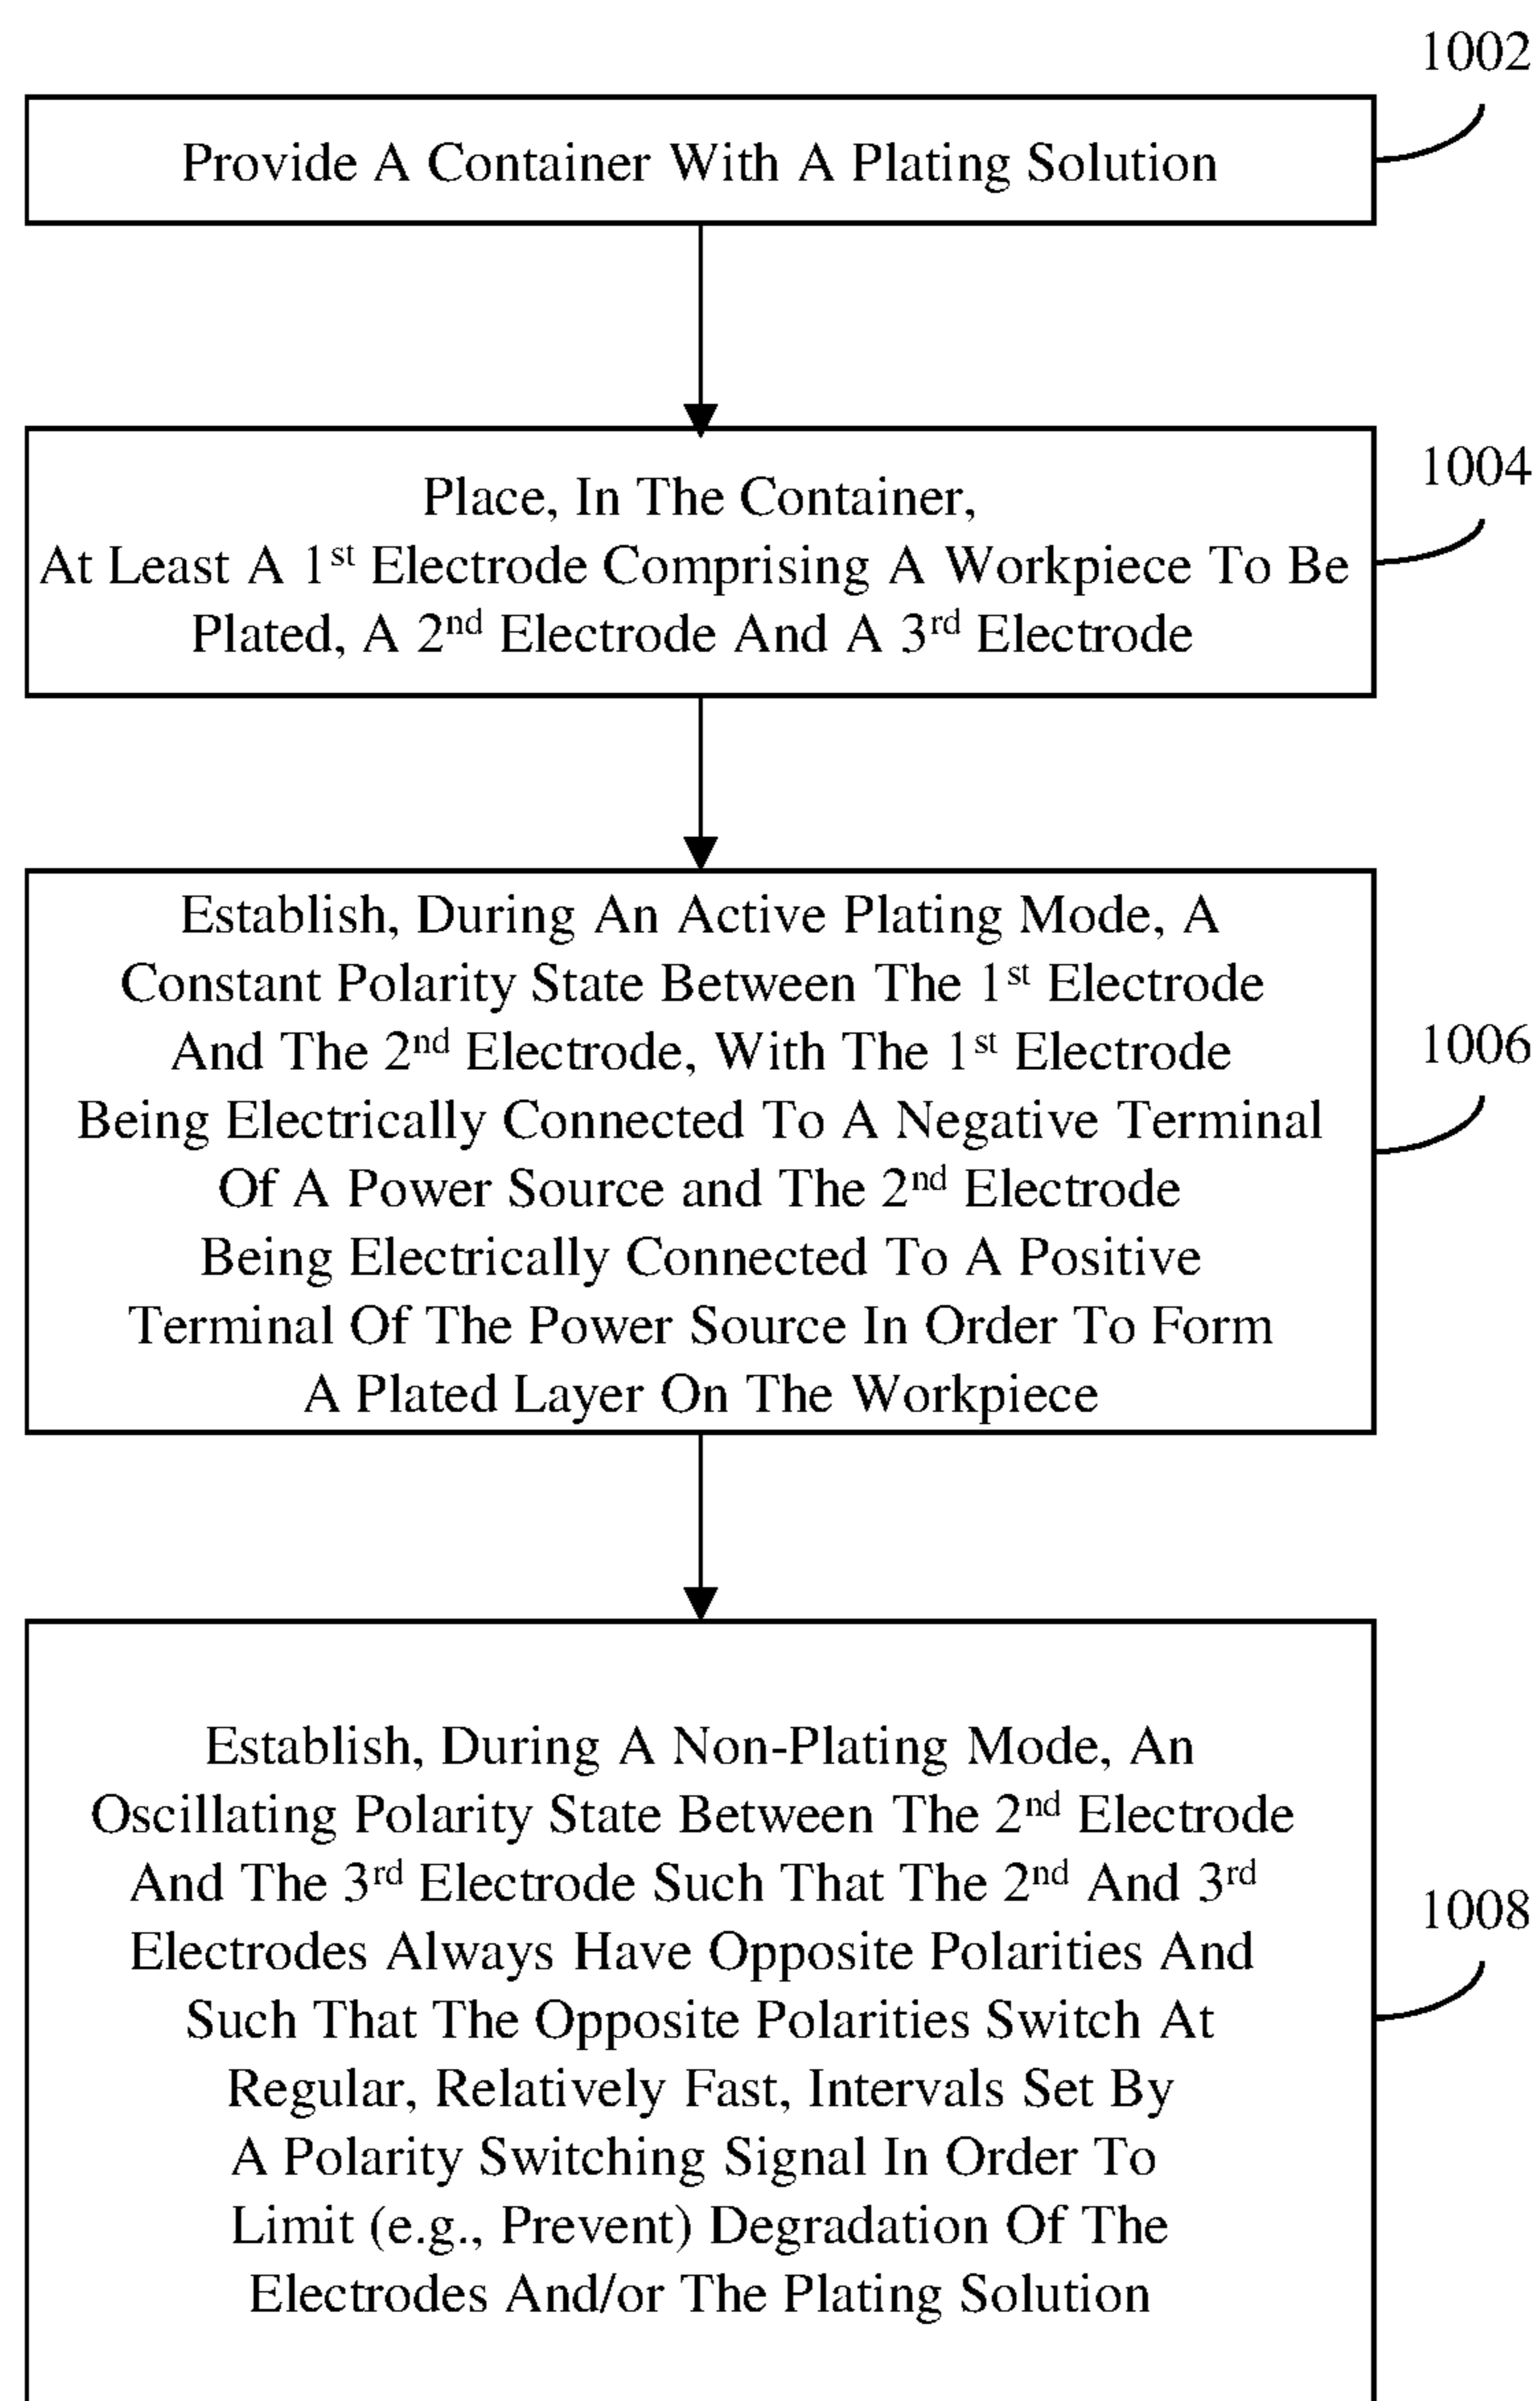 1002
Provide A Container With A Plating Solution
1004
Place, In The Container,
At Least A 1st Electrode Comprising A Workpiece To Be
Plated, A 2nd Electrode And A 3rd Electrode
1006
Establish, During An Active Plating Mode, A
Constant Polarity State Between The 1st Electrode
And The 2nd Electrode, With The 1st Electrode
Being Electrically Connected To A Negative Terminal
Of A Power Source and The 2nd Electrode
Being Electrically Connected To A Positive
Terminal Of The Power Source In Order To Form
A Plated Layer On The Workpiece
1008
Establish, During A Non-Plating Mode, An
Oscillating Polarity State Between The 2nd Electrode
And The 3rd Electrode Such That The 2nd And 3rd
Electrodes Always Have Opposite Polarities And
Such That The Opposite Polarities Switch At
Regular, Relatively Fast, Intervals Set By
A Polarity Switching Signal In Order To
Limit (e.g., Prevent) Degradation Of The
Electrodes And/or The Plating Solution